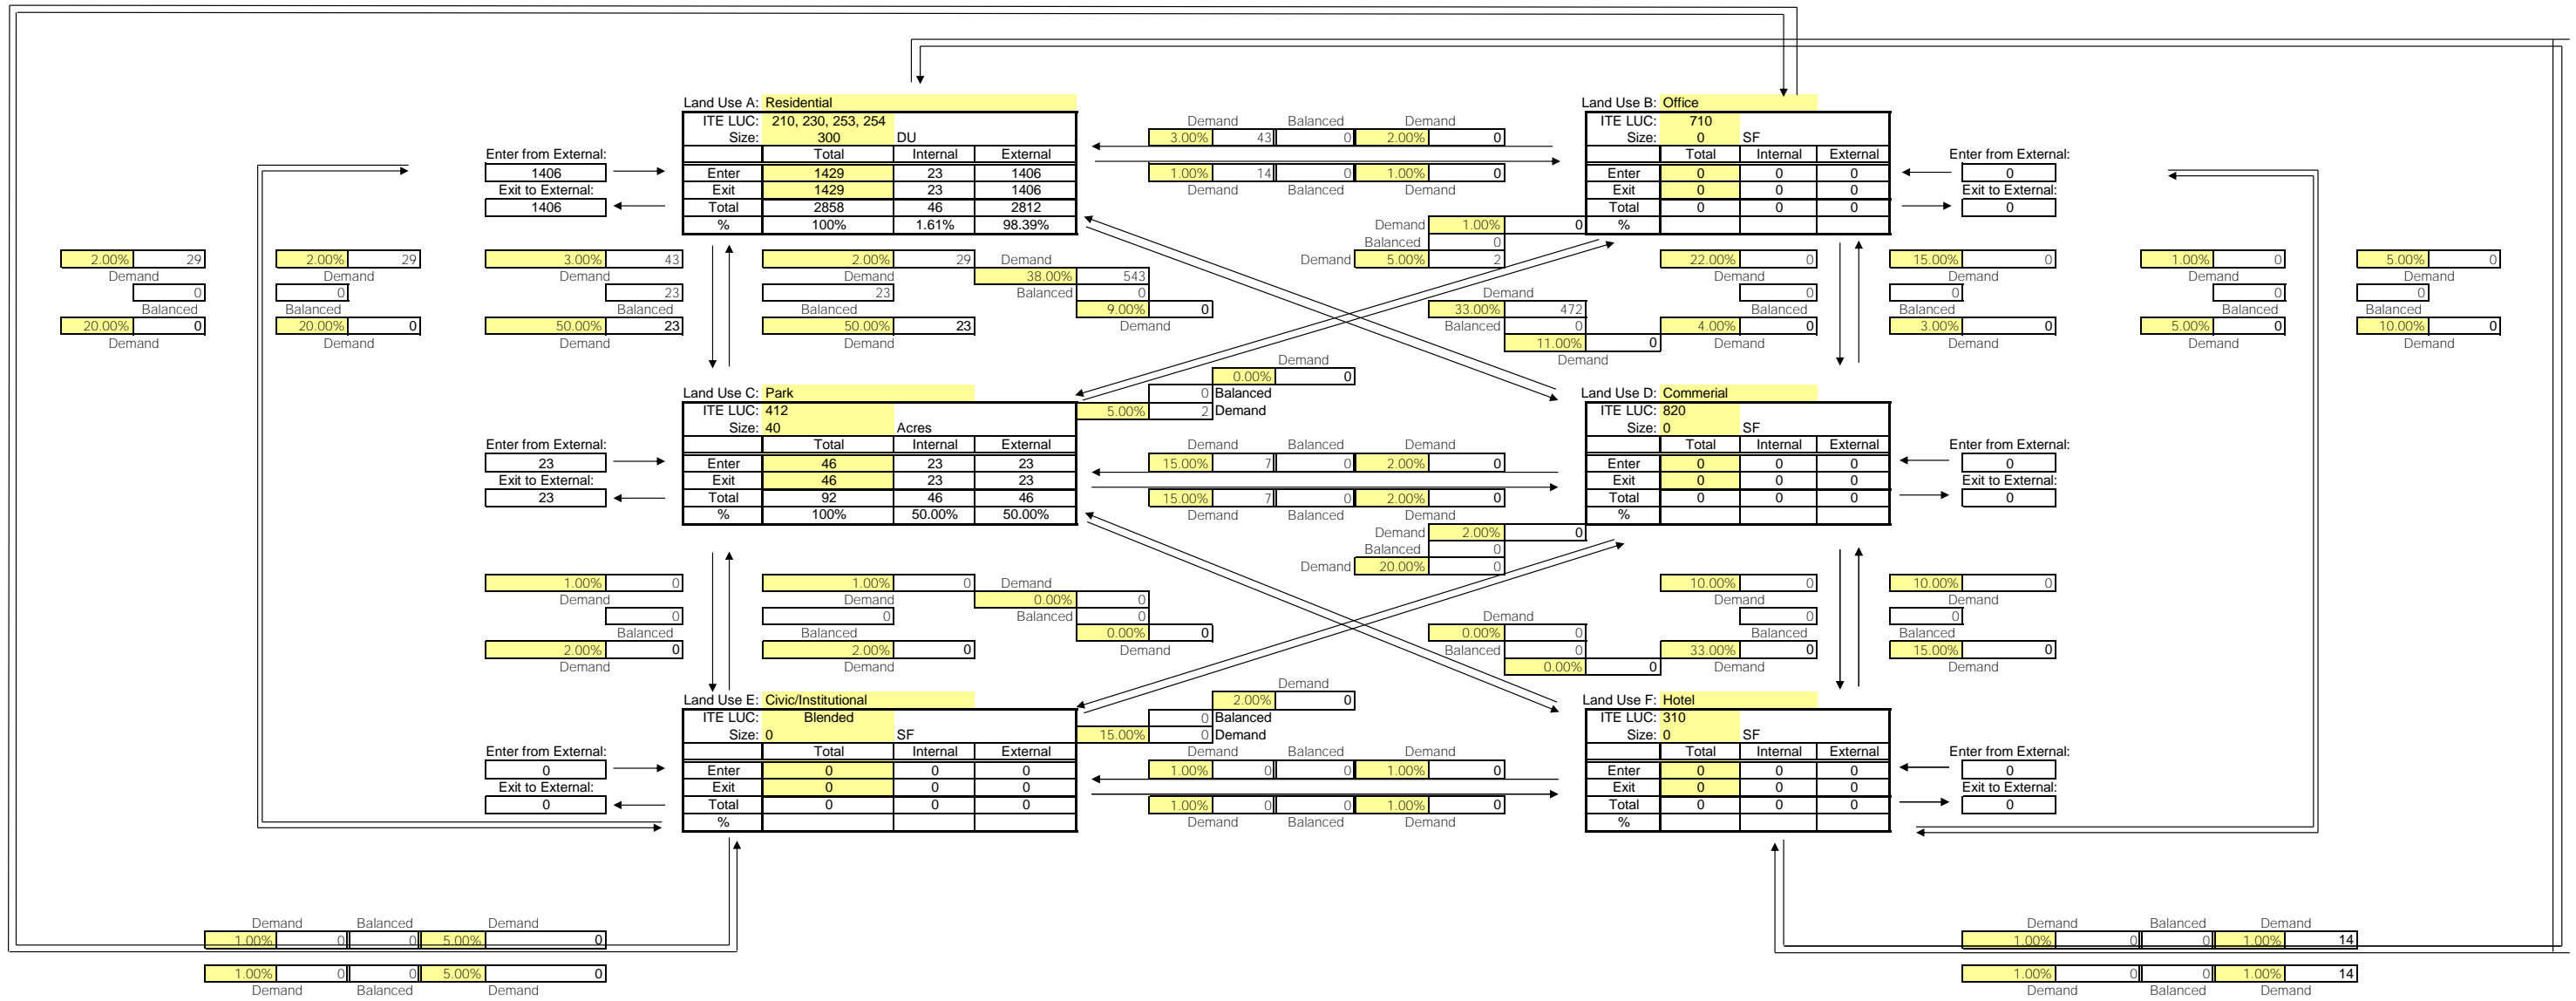 Land Use A: Residential
ITE LUC: 210, 230, 253, 254
Size: 300 DU
Total Internal External
Enter 1429 23 1406
Exit 1429 23 1406
Total 2858 46 2812
% 100% 1.61% 98.39%
Enter from External:
1406
Exit to External:
1406
Demand Balanced Demand
3.00% 43 0 2.00% 0
1.00% 14 0 1.00% 0
Demand Balanced Demand
Land Use B: Office
ITE LUC: 710
Size: 0 SF
Total Internal External
Enter 0 0 0
Exit 0 0 0
Total 0 0 0
%
Enter from External:
0
Exit to External:
0
Demand 1.00% 0
Balanced 0
Demand 5.00% 2
2.00% 29
Demand
0
Balanced
20.00% 0
Demand
2.00% 29
Demand
0
Balanced
20.00% 0
Demand
3.00% 43
Demand
23
Balanced
50.00% 23
Demand
2.00% 29
Demand
23
Balanced
50.00% 23
Demand
Demand
38.00% 543
Balanced 0
9.00% 0
Demand
Demand
33.00% 472
Balanced 0
11.00% 0
Demand
22.00% 0
Demand
0
Balanced
4.00% 0
Demand
15.00% 0
Demand
0
Balanced
3.00% 0
Demand
1.00% 0
Demand
0
Balanced
5.00% 0
Demand
5.00% 0
Demand
0
Balanced
10.00% 0
Demand
Demand
0.00% 0
0 Balanced
5.00% 2 Demand
Land Use C: Park
ITE LUC: 412
Size: 40 Acres
Total Internal External
Enter 46 23 23
Exit 46 23 23
Total 92 46 46
% 100% 50.00% 50.00%
Enter from External:
23
Exit to External:
23
Demand Balanced Demand
15.00% 7 0 2.00% 0
15.00% 7 0 2.00% 0
Demand Balanced Demand
Land Use D: Commerial
ITE LUC: 820
Size: 0 SF
Total Internal External
Enter 0 0 0
Exit 0 0 0
Total 0 0 0
%
Enter from External:
0
Exit to External:
0
Demand 2.00% 0
Balanced 0
Demand 20.00% 0
1.00% 0
Demand
0
Balanced
2.00% 0
Demand
1.00% 0
Demand
0
Balanced
2.00% 0
Demand
Demand
0.00% 0
Balanced 0
0.00% 0
Demand
Demand
0.00% 0
Balanced 0
0.00% 0
10.00% 0
Demand
0
Balanced
33.00% 0
Demand
10.00% 0
Demand
0
Balanced
15.00% 0
Demand
Demand
2.00% 0
0 Balanced
15.00% 0 Demand
Land Use E: Civic/Institutional
ITE LUC: Blended
Size: 0 SF
Total Internal External
Enter 0 0 0
Exit 0 0 0
Total 0 0 0
%
Enter from External:
0
Exit to External:
0
Demand Balanced Demand
1.00% 0 0 1.00% 0
1.00% 0 0 1.00% 0
Demand Balanced Demand
Land Use F: Hotel
ITE LUC: 310
Size: 0 SF
Total Internal External
Enter 0 0 0
Exit 0 0 0
Total 0 0 0
%
Enter from External:
0
Exit to External:
0
Demand Balanced Demand
1.00% 0 0 5.00% 0
1.00% 0 0 5.00% 0
Demand Balanced Demand
Demand Balanced Demand
1.00% 0 0 1.00% 14
1.00% 0 0 1.00% 14
Demand Balanced Demand